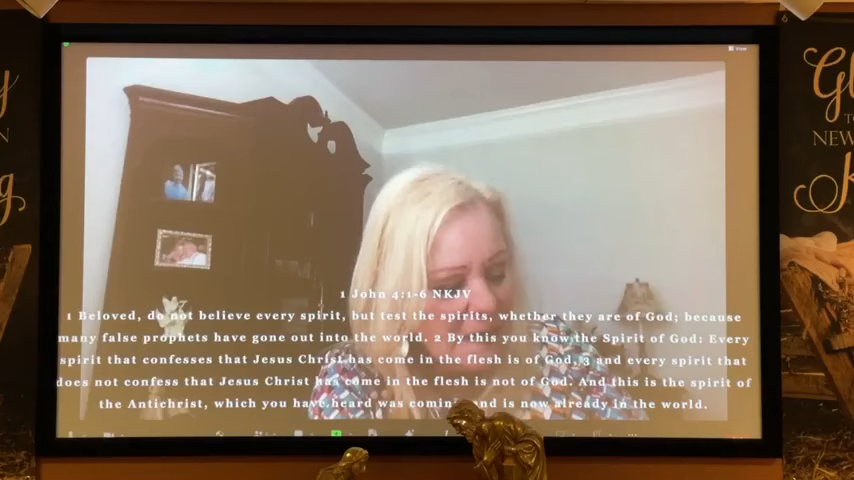 View
1 John 4:1-6 NKJV
1 Beloved, do not believe every spirit, but test the spirits, whether they are of God; because
many false prophets have gone out into the world. 2 By this you know the Spirit of God: Every
spirit that confesses that Jesus Christ has come in the flesh is of God, 3 and every spirit that
does not confess that Jesus Christ has come in the flesh is not of God. And this is the spirit of
the Antichrist, which you have heard was and is now already in the world.
NEW